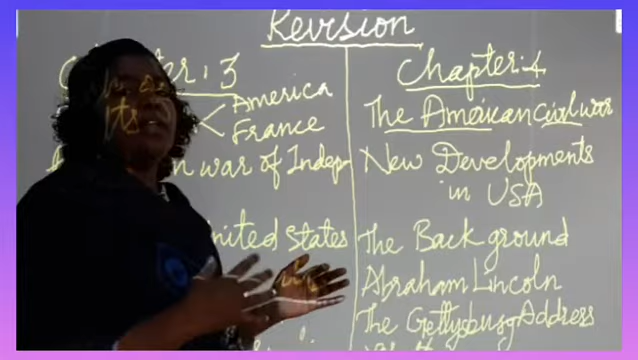 Revision
Chapter: 3
America
France
n war of Indep
United States
Chapter:4
The American civil war
New Developments
in USA
The Background
Abraham Lincoln
The Gettysburg Address